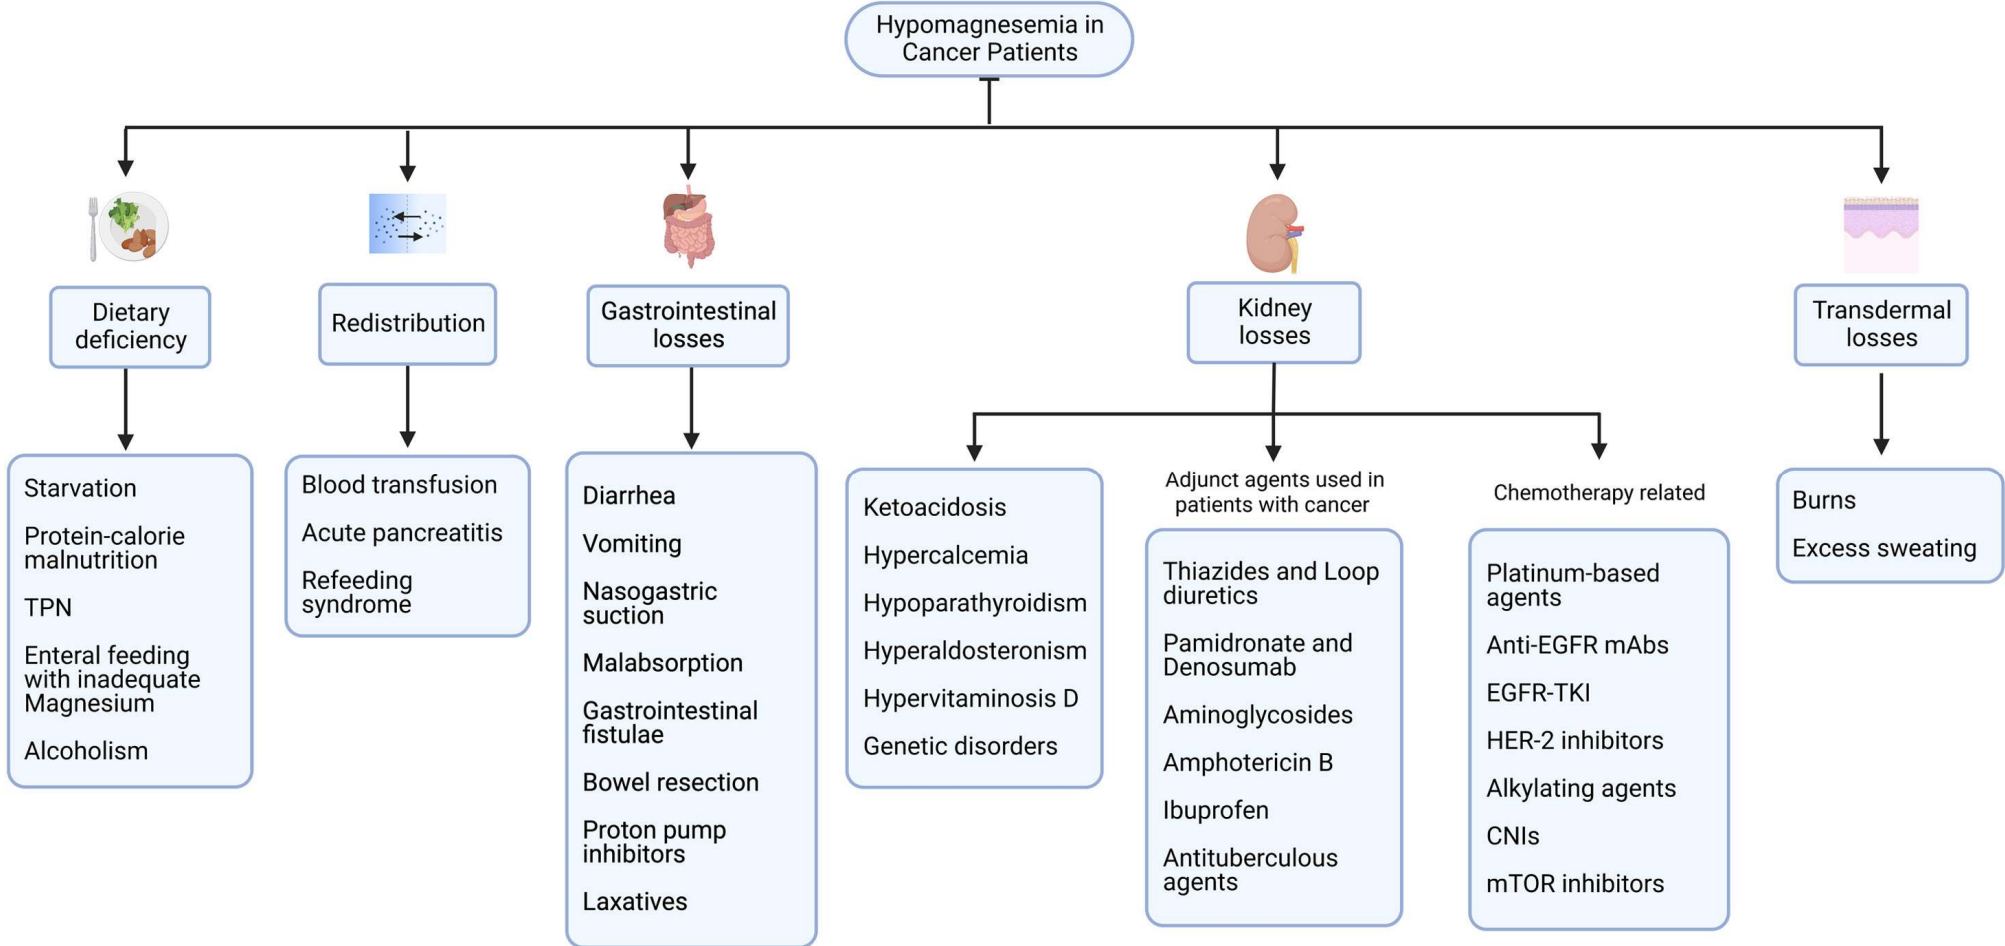 Hypomagnesemia in
Cancer Patients
Dietary
deficiency
Redistribution
Gastrointestinal
losses
Kidney
losses
Transdermal
losses
Starvation
Protein-calorie
malnutrition
TPN
Enteral feeding
with inadequate
Magnesium
Alcoholism
Blood transfusion
Acute pancreatitis
Refeeding
syndrome
Diarrhea
Vomiting
Nasogastric
suction
Malabsorption
Gastrointestinal
fistulae
Bowel resection
Proton pump
inhibitors
Laxatives
Ketoacidosis
Hypercalcemia
Hypoparathyroidism
Hyperaldosteronism
Hypervitaminosis D
Genetic disorders
Adjunct agents used in
patients with cancer
Thiazides and Loop
diuretics
Pamidronate and
Denosumab
Aminoglycosides
Amphotericin B
Ibuprofen
Antituberculous
agents
Chemotherapy related
Platinum-based
agents
Anti-EGFR mAbs
EGFR-TKI
HER-2 inhibitors
Alkylating agents
CNIs
mTOR inhibitors
Burns
Excess sweating